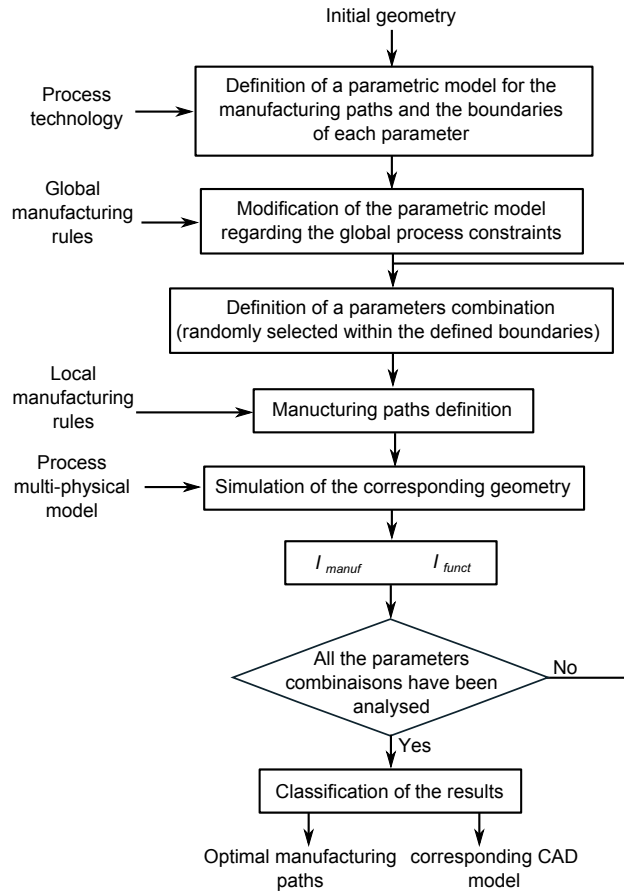 Initial geometry
Process
technology
Definition of a parametric model for the
manufacturing paths and the boundaries
of each parameter
Global
manufacturing
rules
Modification of the parametric model
regarding the global process constraints
Definition of a parameters combination
(randomly selected within the defined boundaries)
Local
manufacturing
rules
Manucturing paths definition
Process
multi-physical
model
Simulation of the corresponding geometry
I manuf I funct
All the parameters
combinaisons have been
analysed
No
Yes
Classification of the results
Optimal manufacturing
paths
corresponding CAD
model